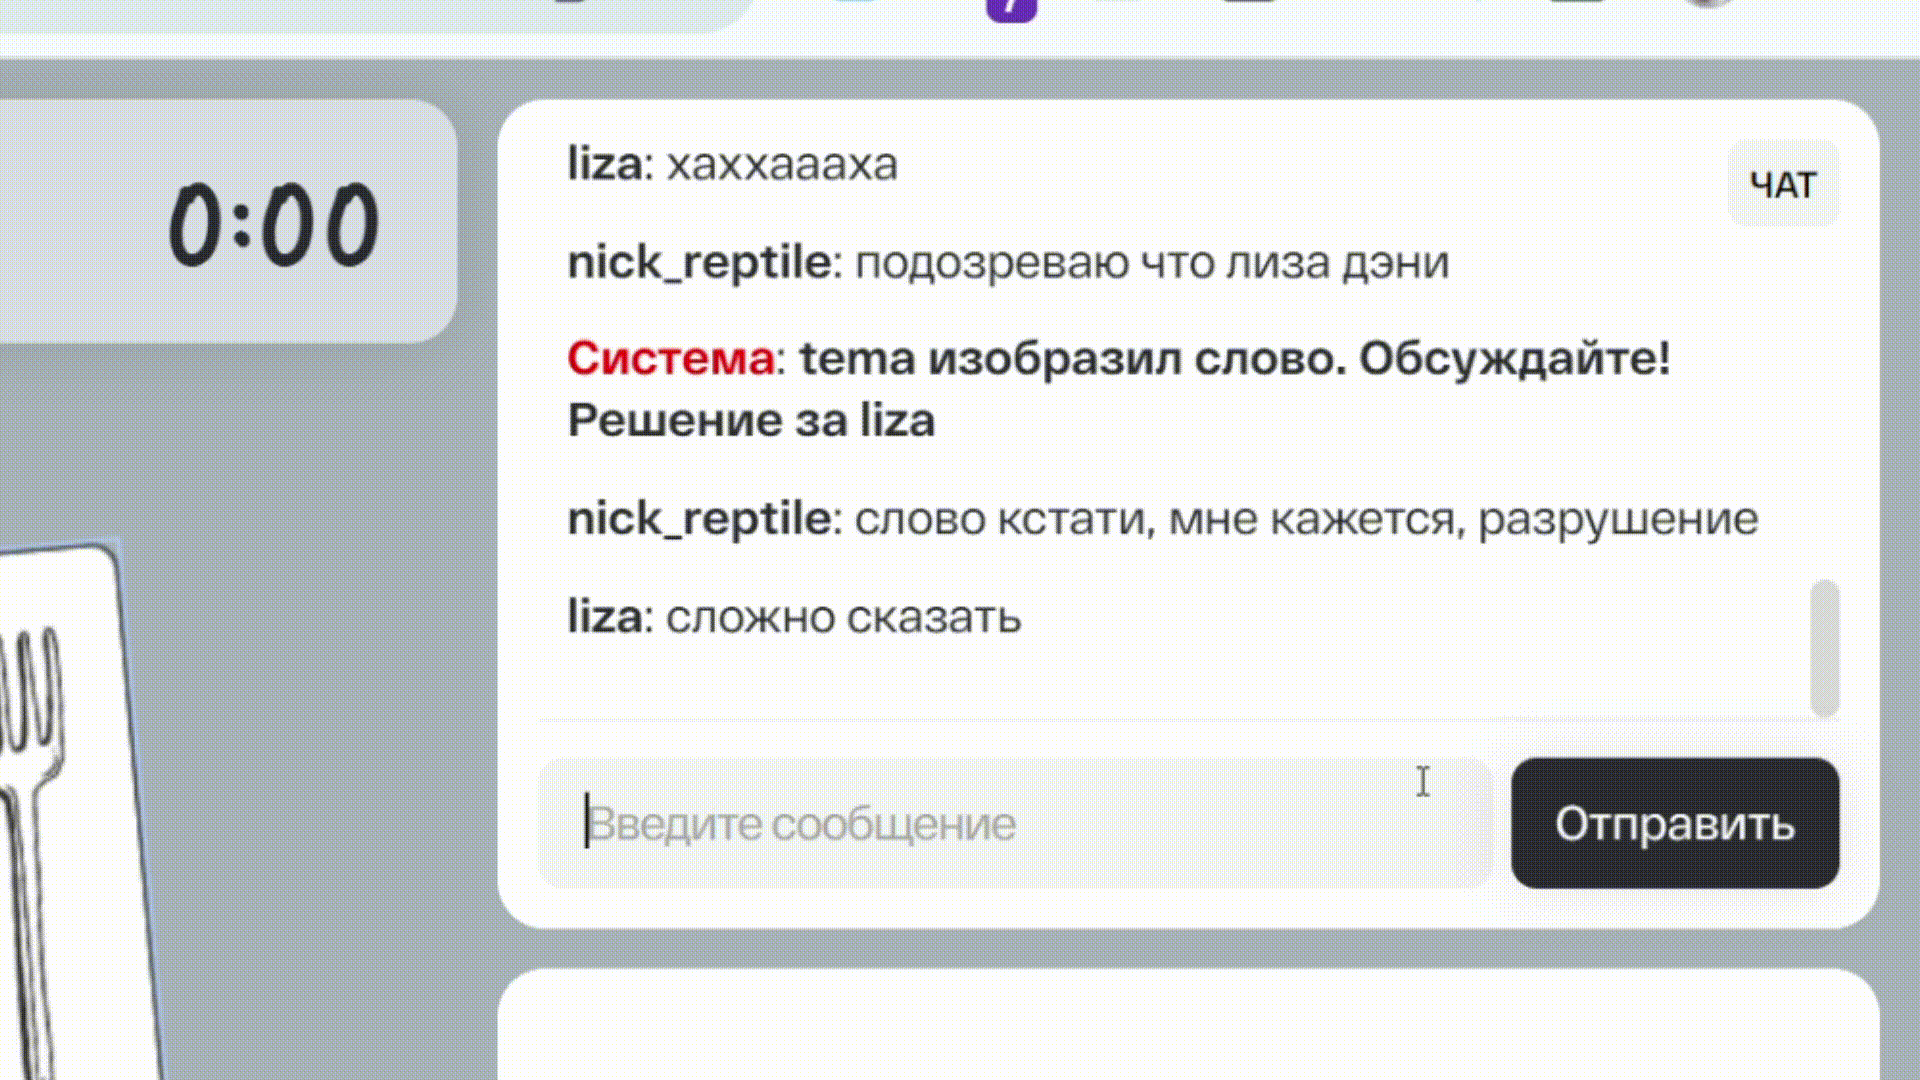 7
0:00
ЧАТ
liza: хаххаааха
nick_reptile: подозреваю что лиза дэни
Система: tema изобразил слово. Обсуждайте!
Решение за liza
nick_reptile: слово кстати, мне кажется, разрушение
liza: сложно сказать
Введите сообщение
Отправить